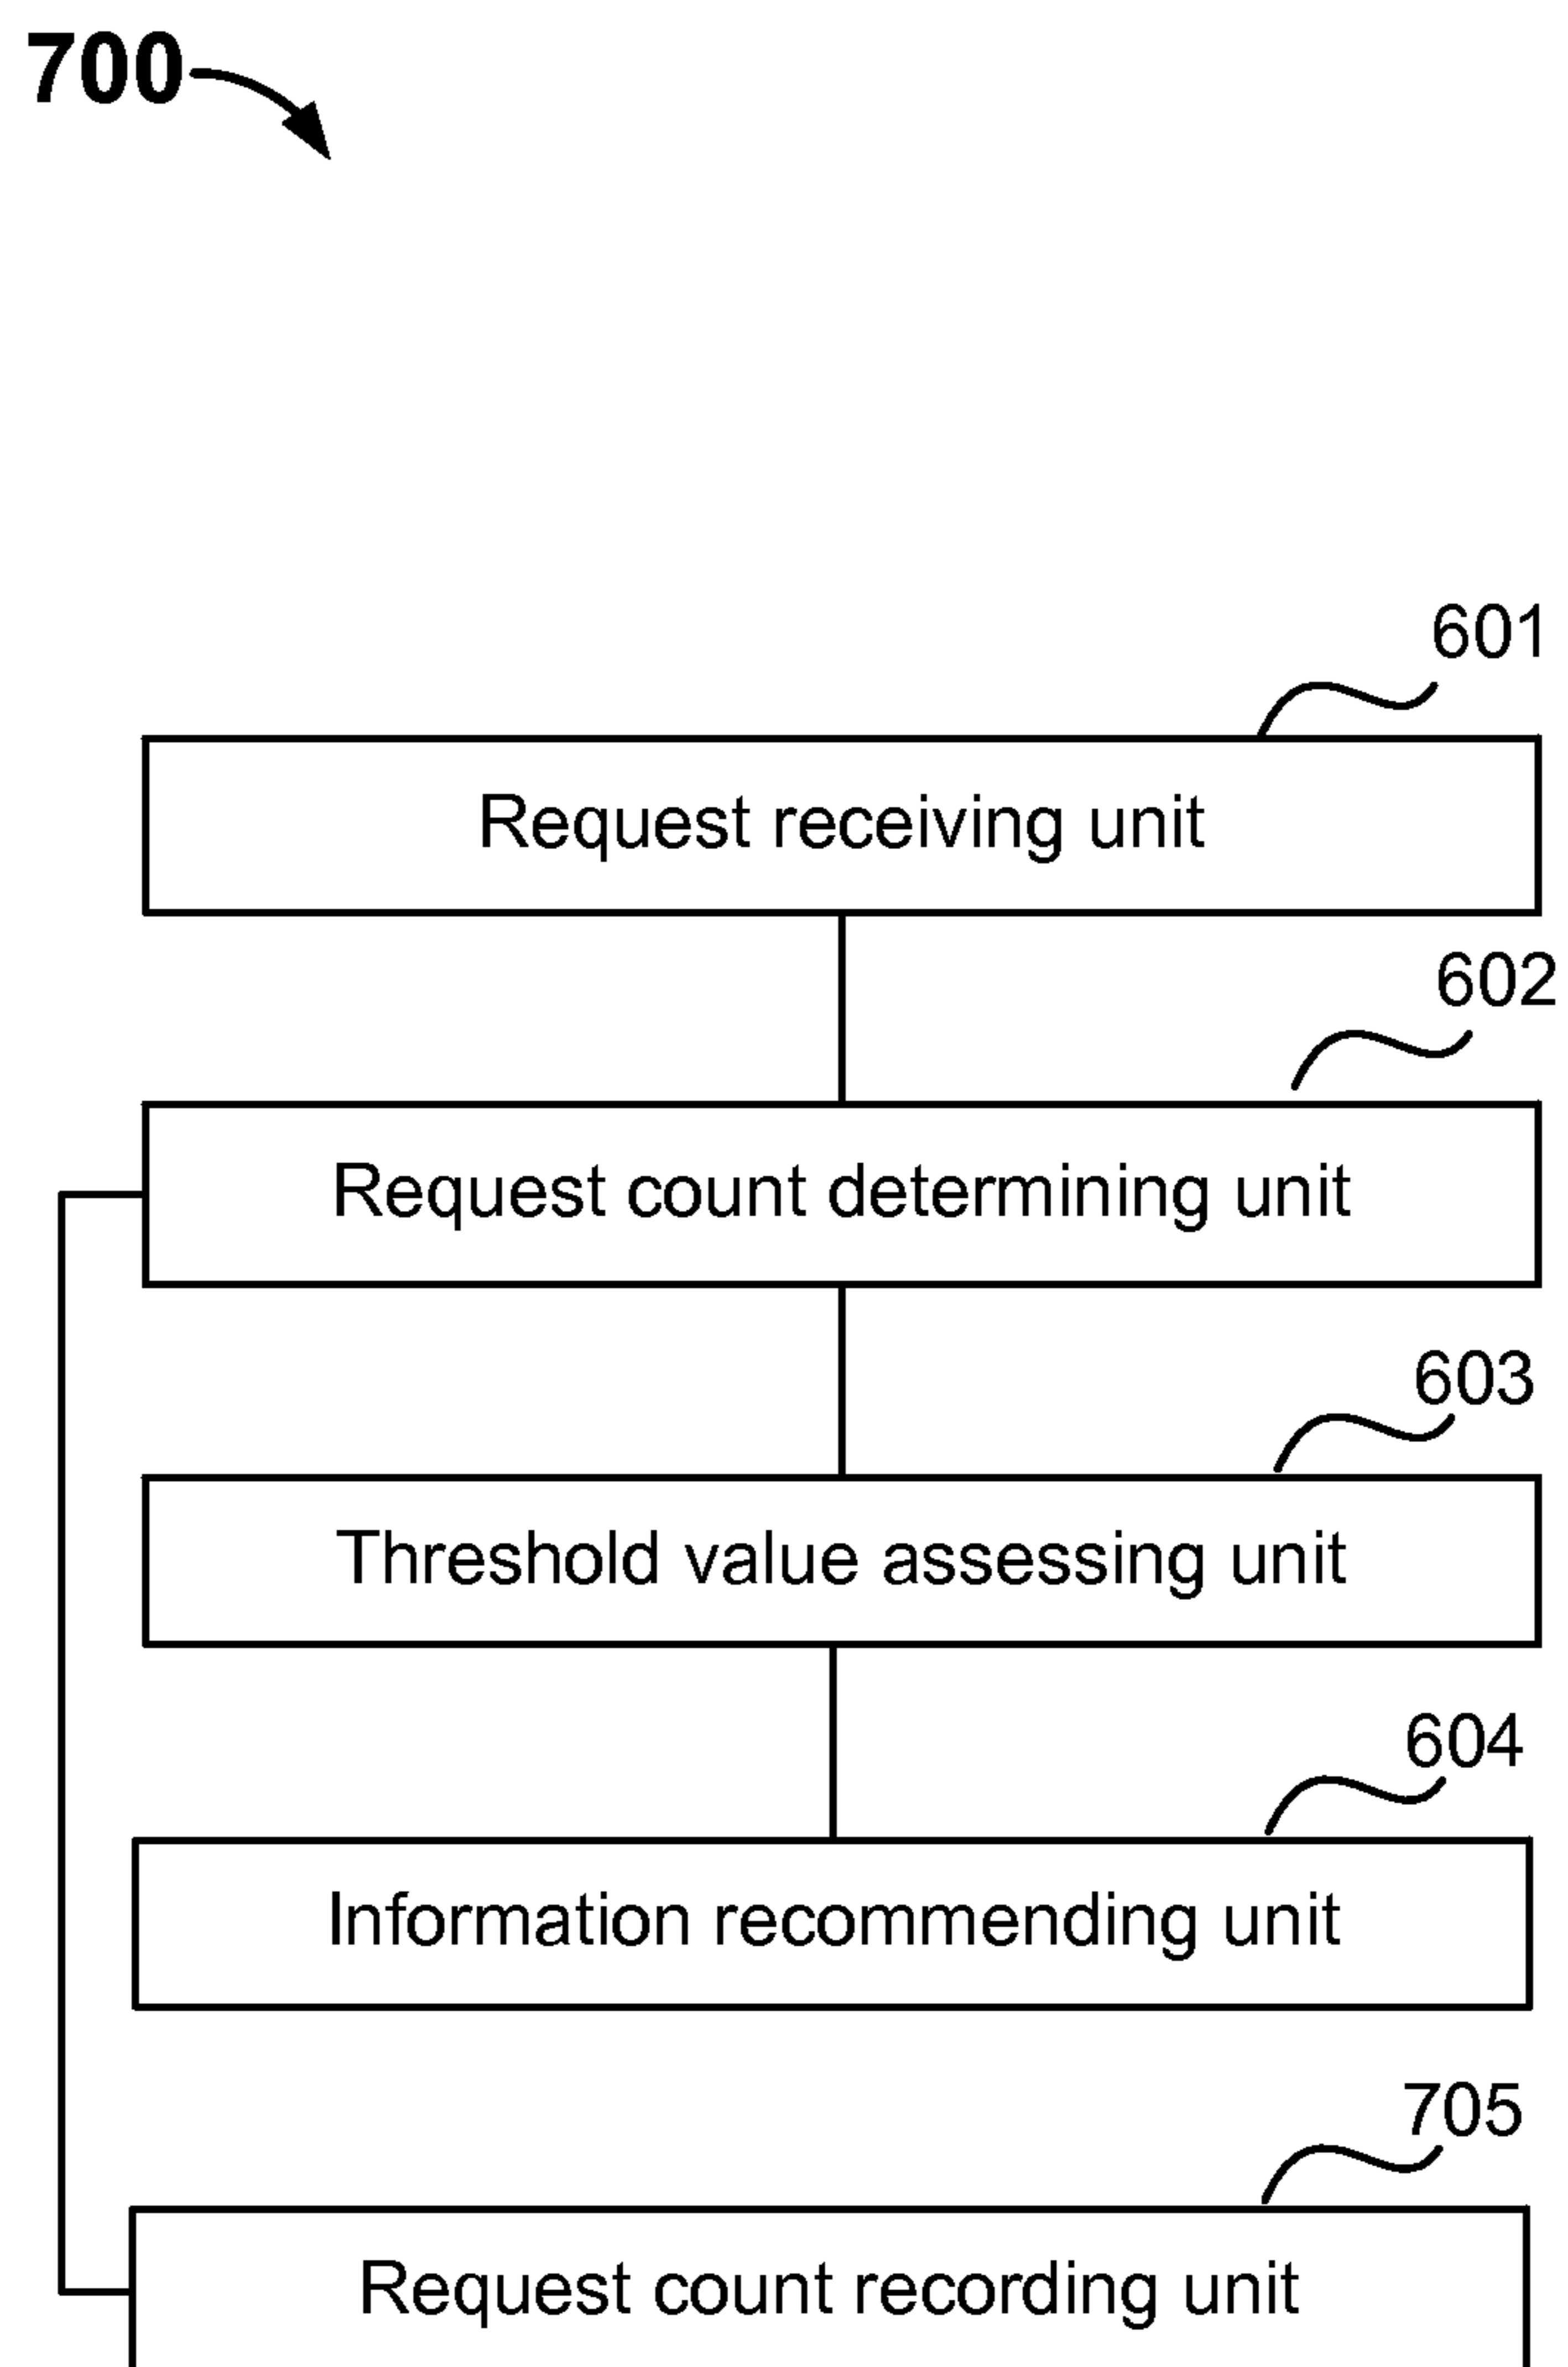 700
601
Request receiving unit
602
Request count determining unit
603
Threshold value assessing unit
604
Information recommending unit
705
Request count recording unit